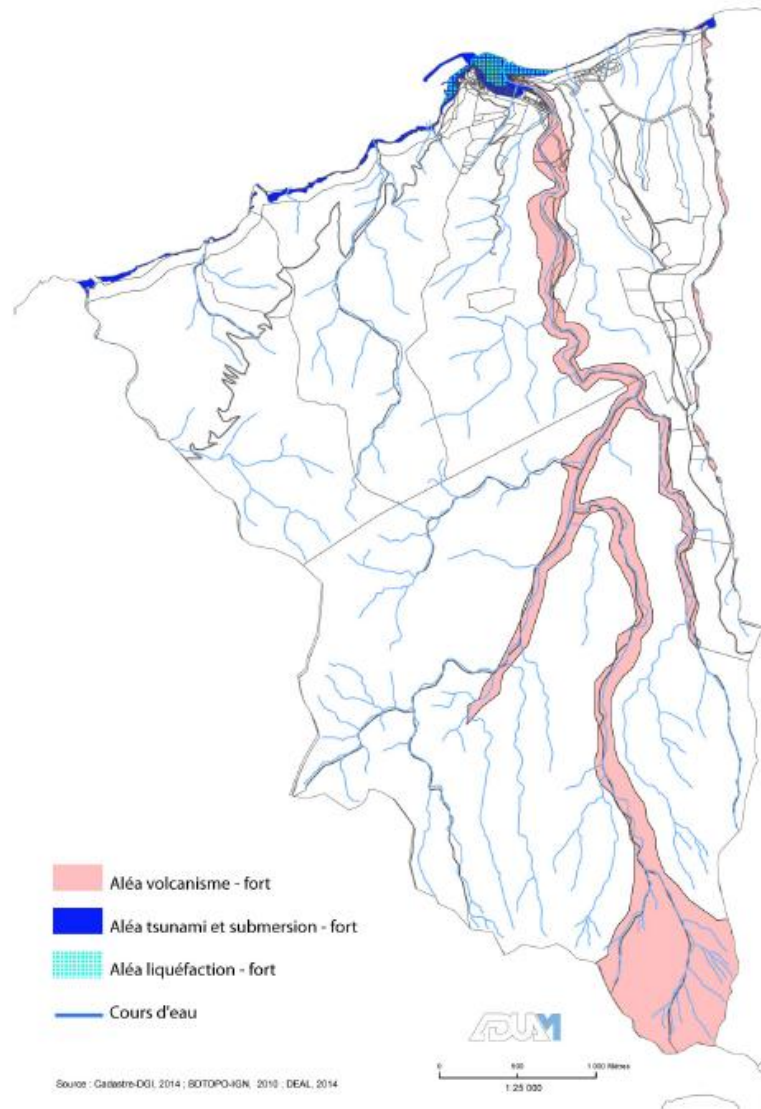 Aléa volcanisme - fort
Aléa tsunami et submersion - fort
Aléa liquéfaction - fort
Cours d'eau
ADUAM
0 500 1 000 Mètres
1:25 000
Source : Cadastre-DGI, 2014 ; BDTOPO-IGN, 2010 ; DEAL, 2014